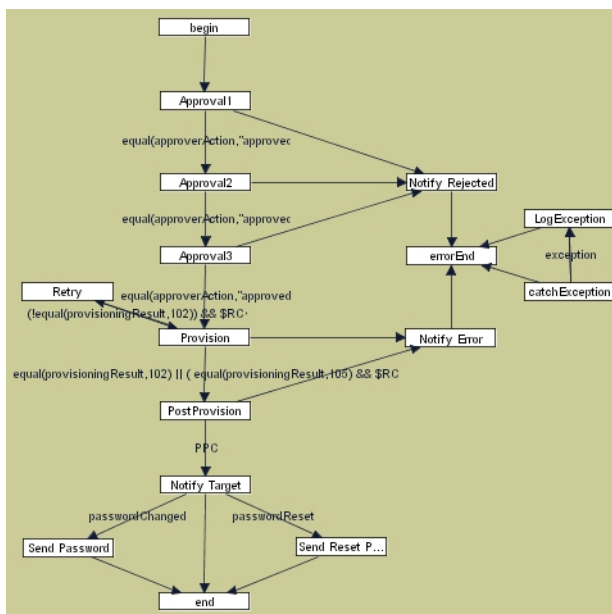 begin
Approval1
equal(approverAction,"approved
Approval2
Notify Rejected
equal(approverAction,"approved
LogException
Approval3
errorEnd
exception
Retry
equal(approverAction,"approved
catchException
(!equal(provisioningResult,102)) && $RC
Provision
Notify Error
equal(provisioningResult,102) || ( equal(provisioningResult,105) && $RC
PostProvision
PPC
Notify Target
passwordChanged
passwordReset
Send Password
Send Reset P...
end